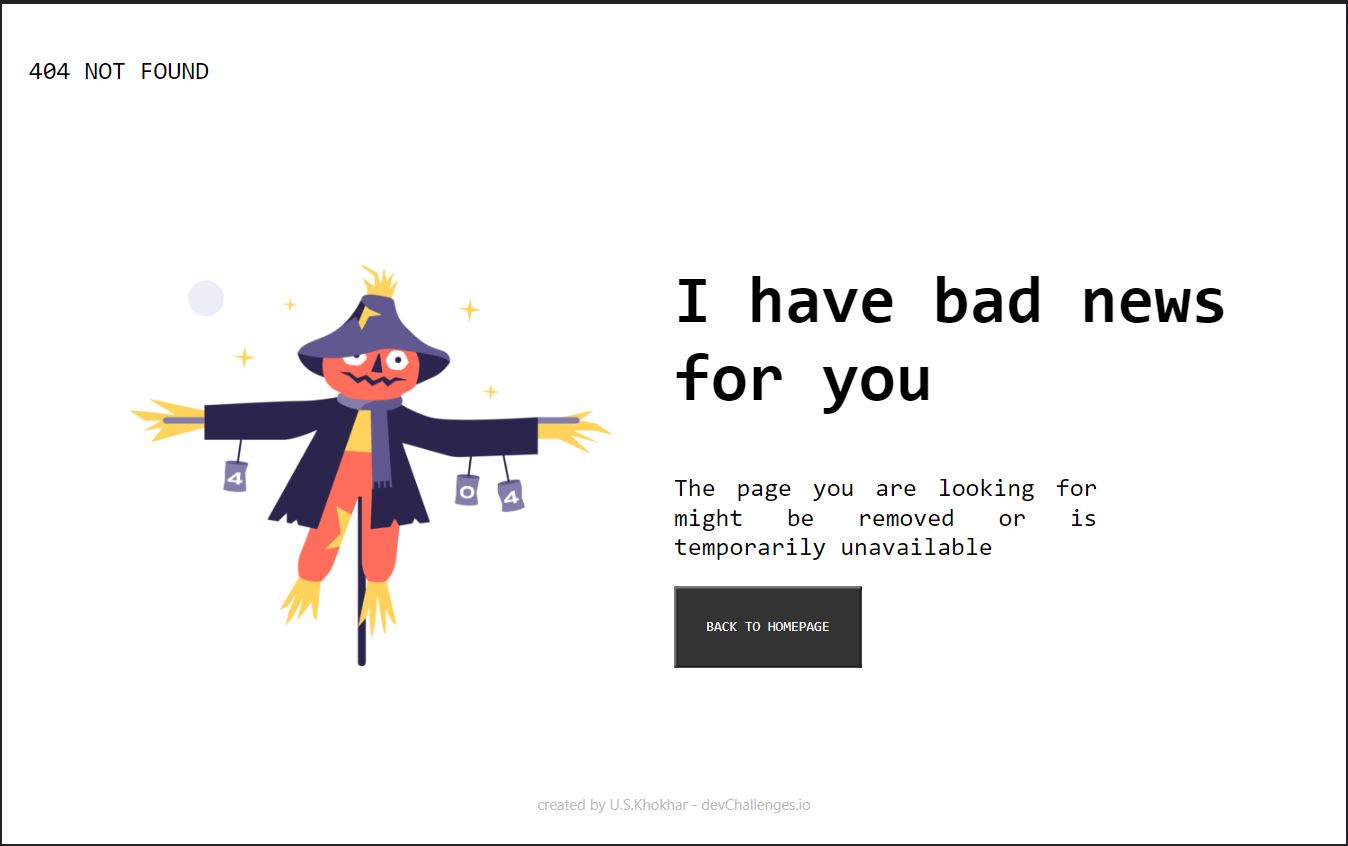 404 NOT FOUND
I have bad news
for you
4
0
4
The page you are looking for
might be removed or is
temporarily unavailable
BACK TO HOMEPAGE
created by U.S.Khokhar - devChallenges.io